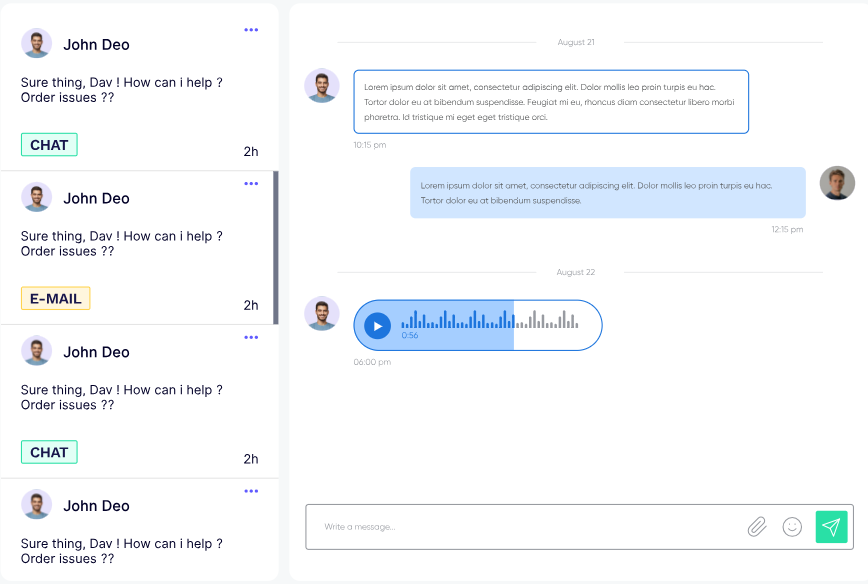 John Deo
Sure thing, Dav ! How can i help ?
Order issues ??
CHAT
2h
John Deo
Sure thing, Dav ! How can i help ?
Order issues ??
E-MAIL
2h
John Deo
Sure thing, Dav ! How can i help ?
Order issues ??
CHAT
2h
John Deo
Sure thing, Dav ! How can i help ?
Order issues ??
August 21
Lorem ipsum dolor sit amet, consectetur adipiscing elit. Dolor mollis leo proin turpis eu hac.
Tortor dolor eu at bibendum suspendisse. Feugiat mi eu, rhoncus diam consectetur libero morbi
pharetra. Id tristique mi eget eget tristique orci.
10:15 pm
Lorem ipsum dolor sit amet, consectetur adipiscing elit. Dolor mollis leo proin turpis eu hac.
Tortor dolor eu at bibendum suspendisse.
12:15 pm
August 22
0:56
06:00 pm
Write a message...